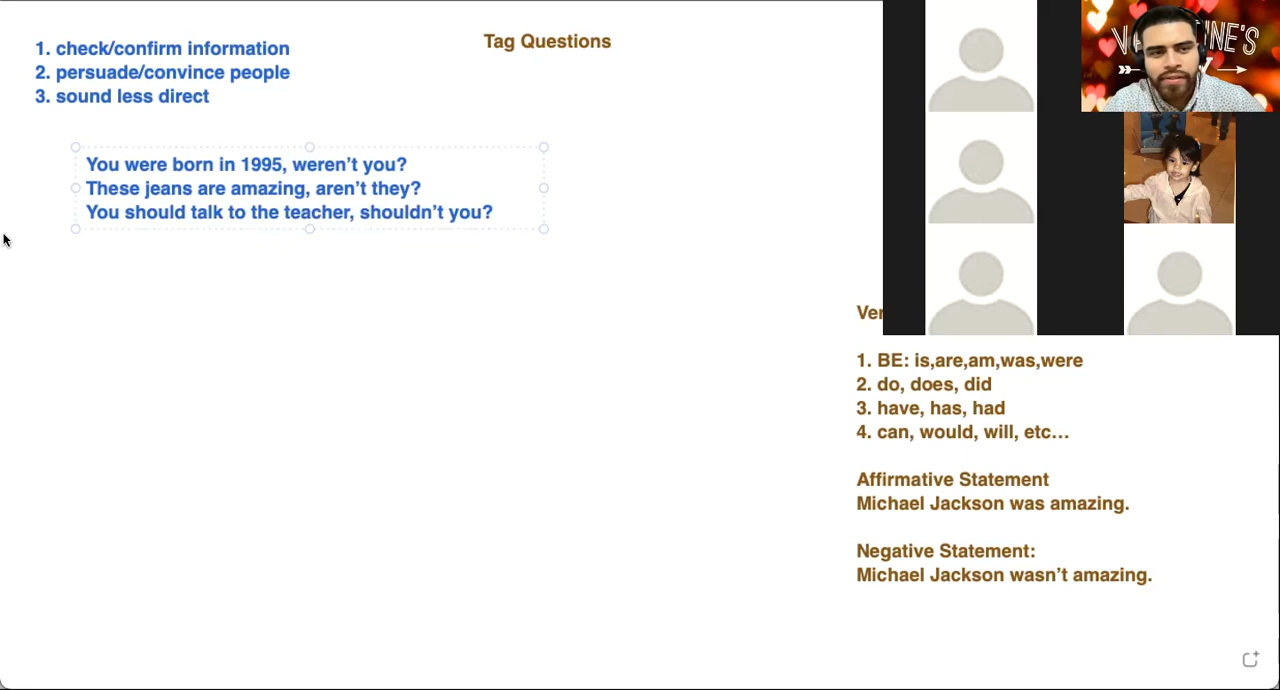 Tag Questions
1. check/confirm information
2. persuade/convince people
3. sound less direct
You were born in 1995, weren’t you?
These jeans are amazing, aren’t they?
You should talk to the teacher, shouldn’t you?
1. BE: is,are,am,was,were
2. do, does, did
3. have, has, had
4. can, would, will, etc…
Affirmative Statement
Michael Jackson was amazing.
Negative Statement:
Michael Jackson wasn’t amazing.